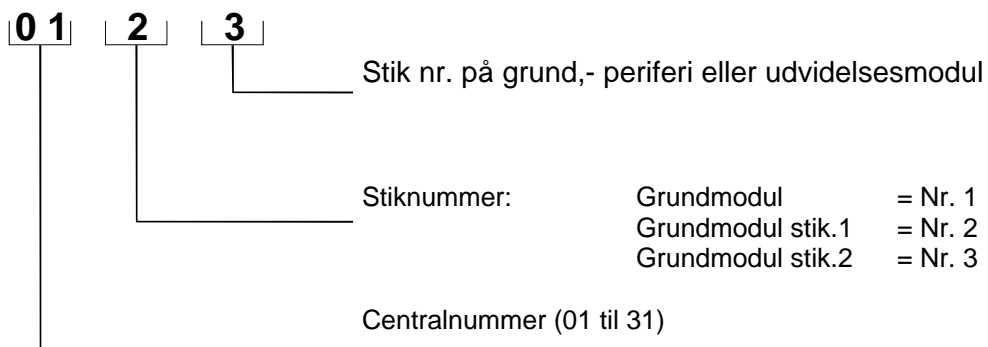 0 1 2 3
Stik nr. på grund,- periferi eller udvidelsesmodul
Stiknummer: Grundmodul = Nr. 1
Grundmodul stik.1 = Nr. 2
Grundmodul stik.2 = Nr. 3
Centralnummer (01 til 31)